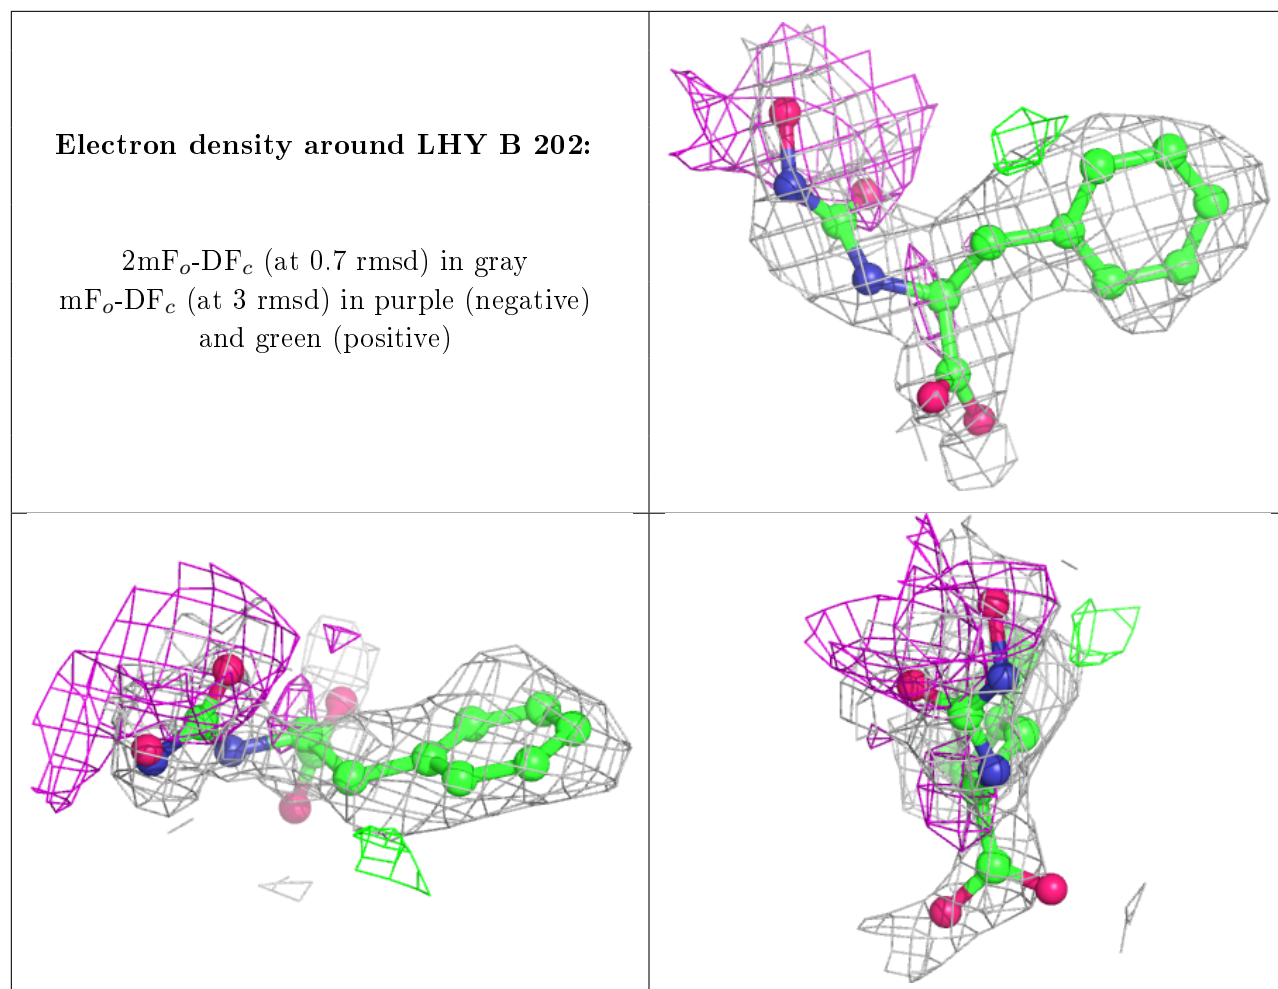 Electron density around LHY B 202:
2mFₒ-DF𝒸 (at 0.7 rmsd) in gray
mFₒ-DF𝒸 (at 3 rmsd) in purple (negative)
and green (positive)